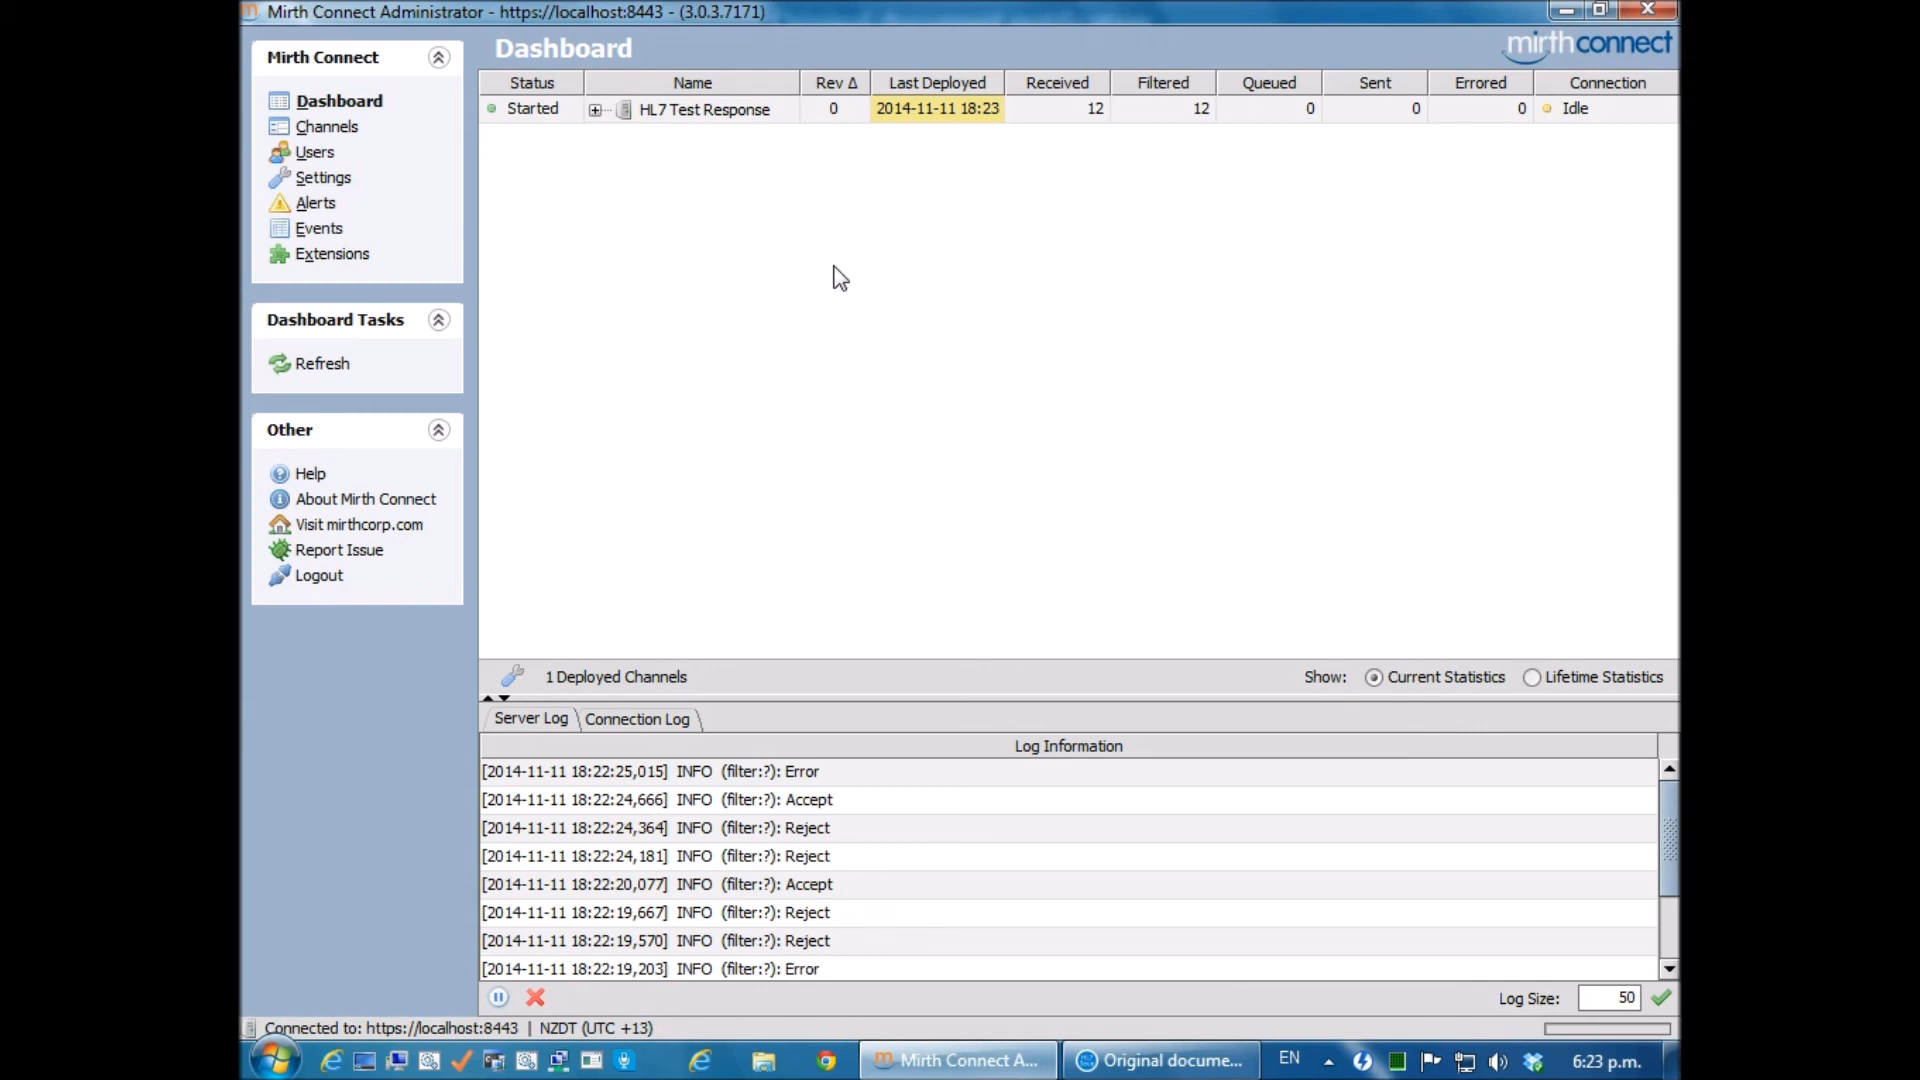 Mirth Connect Administrator - https://localhost:8443 - (3.0.3.7171)
Mirth Connect
Dashboard
Channels
Users
Settings
Alerts
Events
Extensions
Dashboard Tasks
Refresh
Other
Help
About Mirth Connect
Visit mirthcorp.com
Report Issue
Logout
Dashboard
mirthconnect
Status Name Rev Δ Last Deployed Received Filtered Queued Sent Errored Connection
Started HL7 Test Response 0 2014-11-11 18:23 12 12 0 0 0 Idle
1 Deployed Channels
Show: Current Statistics Lifetime Statistics
Server Log Connection Log
Log Information
[2014-11-11 18:22:25,015] INFO (filter:?): Error
[2014-11-11 18:22:24,666] INFO (filter:?): Accept
[2014-11-11 18:22:24,364] INFO (filter:?): Reject
[2014-11-11 18:22:24,181] INFO (filter:?): Reject
[2014-11-11 18:22:20,077] INFO (filter:?): Accept
[2014-11-11 18:22:19,667] INFO (filter:?): Reject
[2014-11-11 18:22:19,570] INFO (filter:?): Reject
[2014-11-11 18:22:19,203] INFO (filter:?): Error
Log Size: 50
Connected to: https://localhost:8443 | NZDT (UTC +13)
Mirth Connect A...
Original docume...
EN
6:23 p.m.